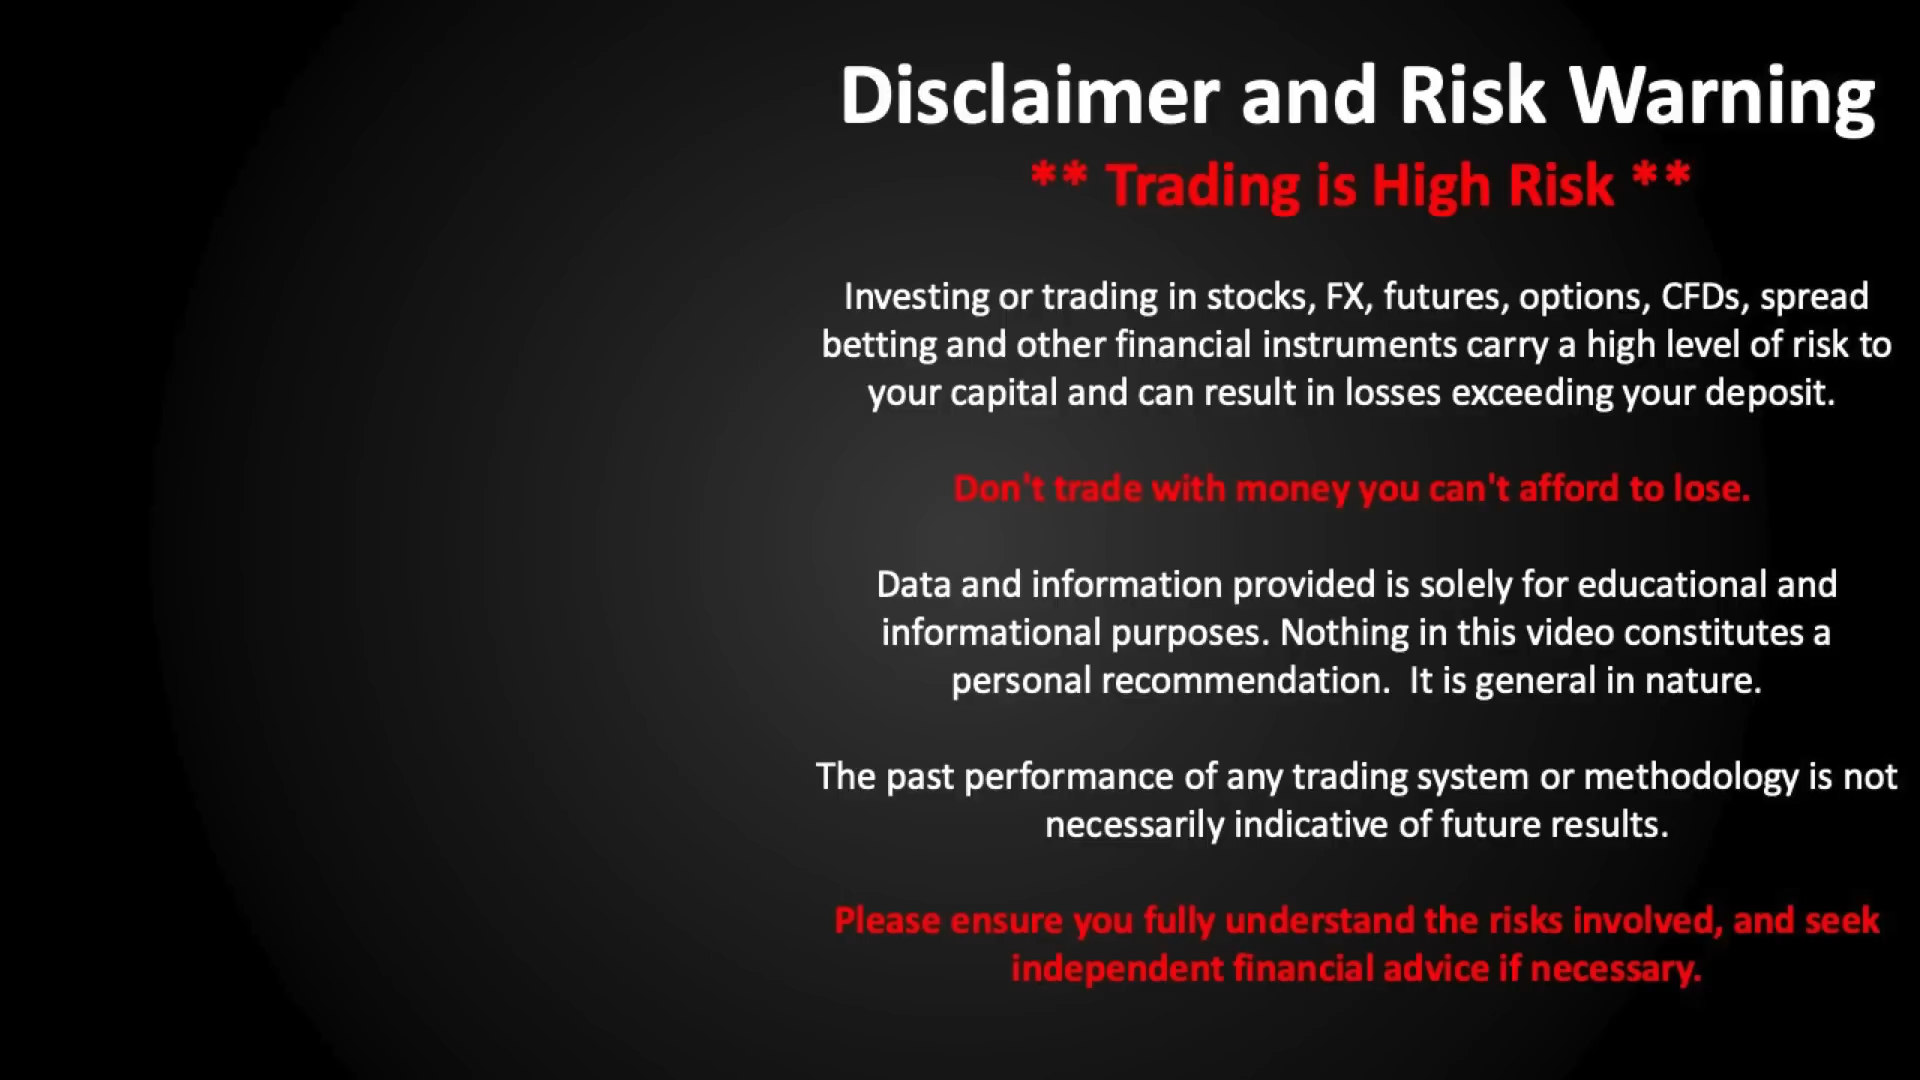 Disclaimer and Risk Warning
** Trading is High Risk **
Investing or trading in stocks, FX, futures, options, CFDs, spread
betting and other financial instruments carry a high level of risk to
your capital and can result in losses exceeding your deposit.
Don't trade with money you can't afford to lose.
Data and information provided is solely for educational and
informational purposes. Nothing in this video constitutes a
personal recommendation.  It is general in nature.
The past performance of any trading system or methodology is not
necessarily indicative of future results.
Please ensure you fully understand the risks involved, and seek
independent financial advice if necessary.